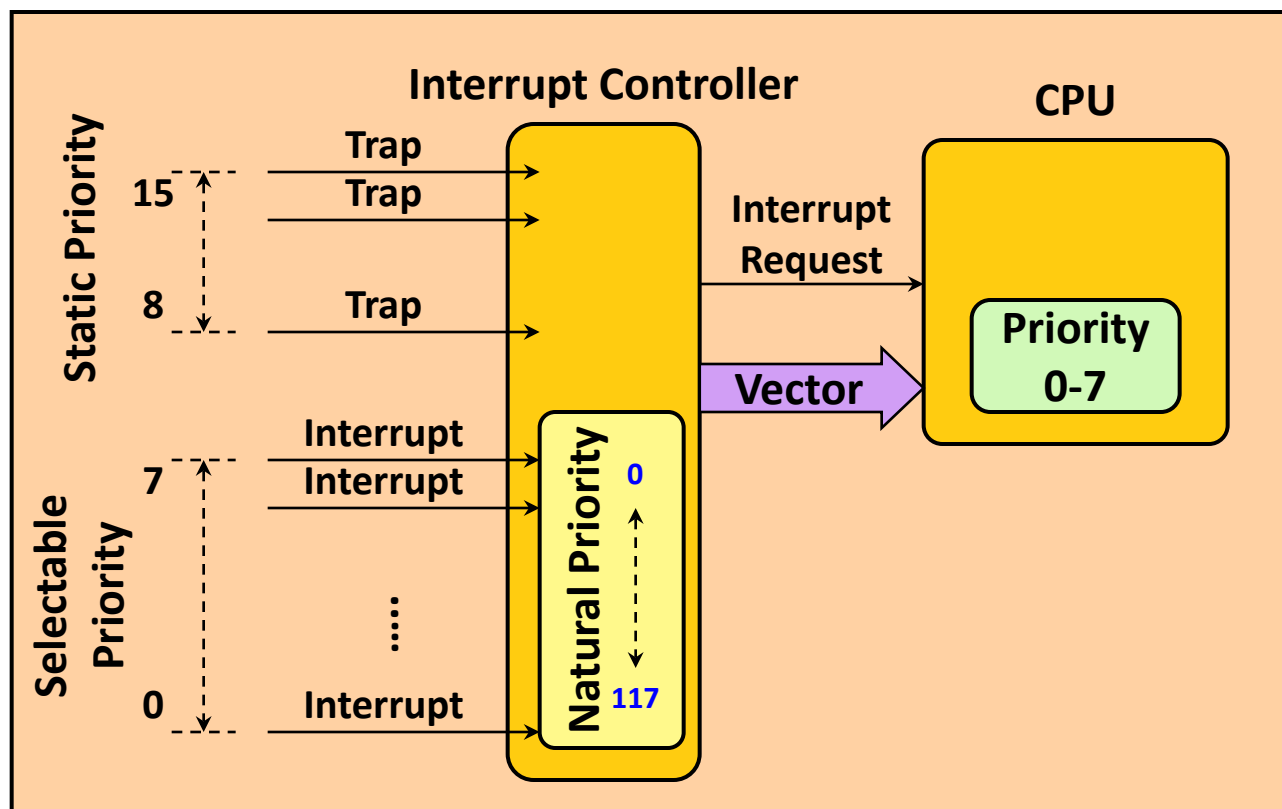 Interrupt Controller
CPU
Static Priority
15
8
Trap
Trap
Trap
Interrupt
Request
Vector
Priority
0-7
Selectable
Priority
7
0
Interrupt
Interrupt
.....
Interrupt
Natural Priority
0
117